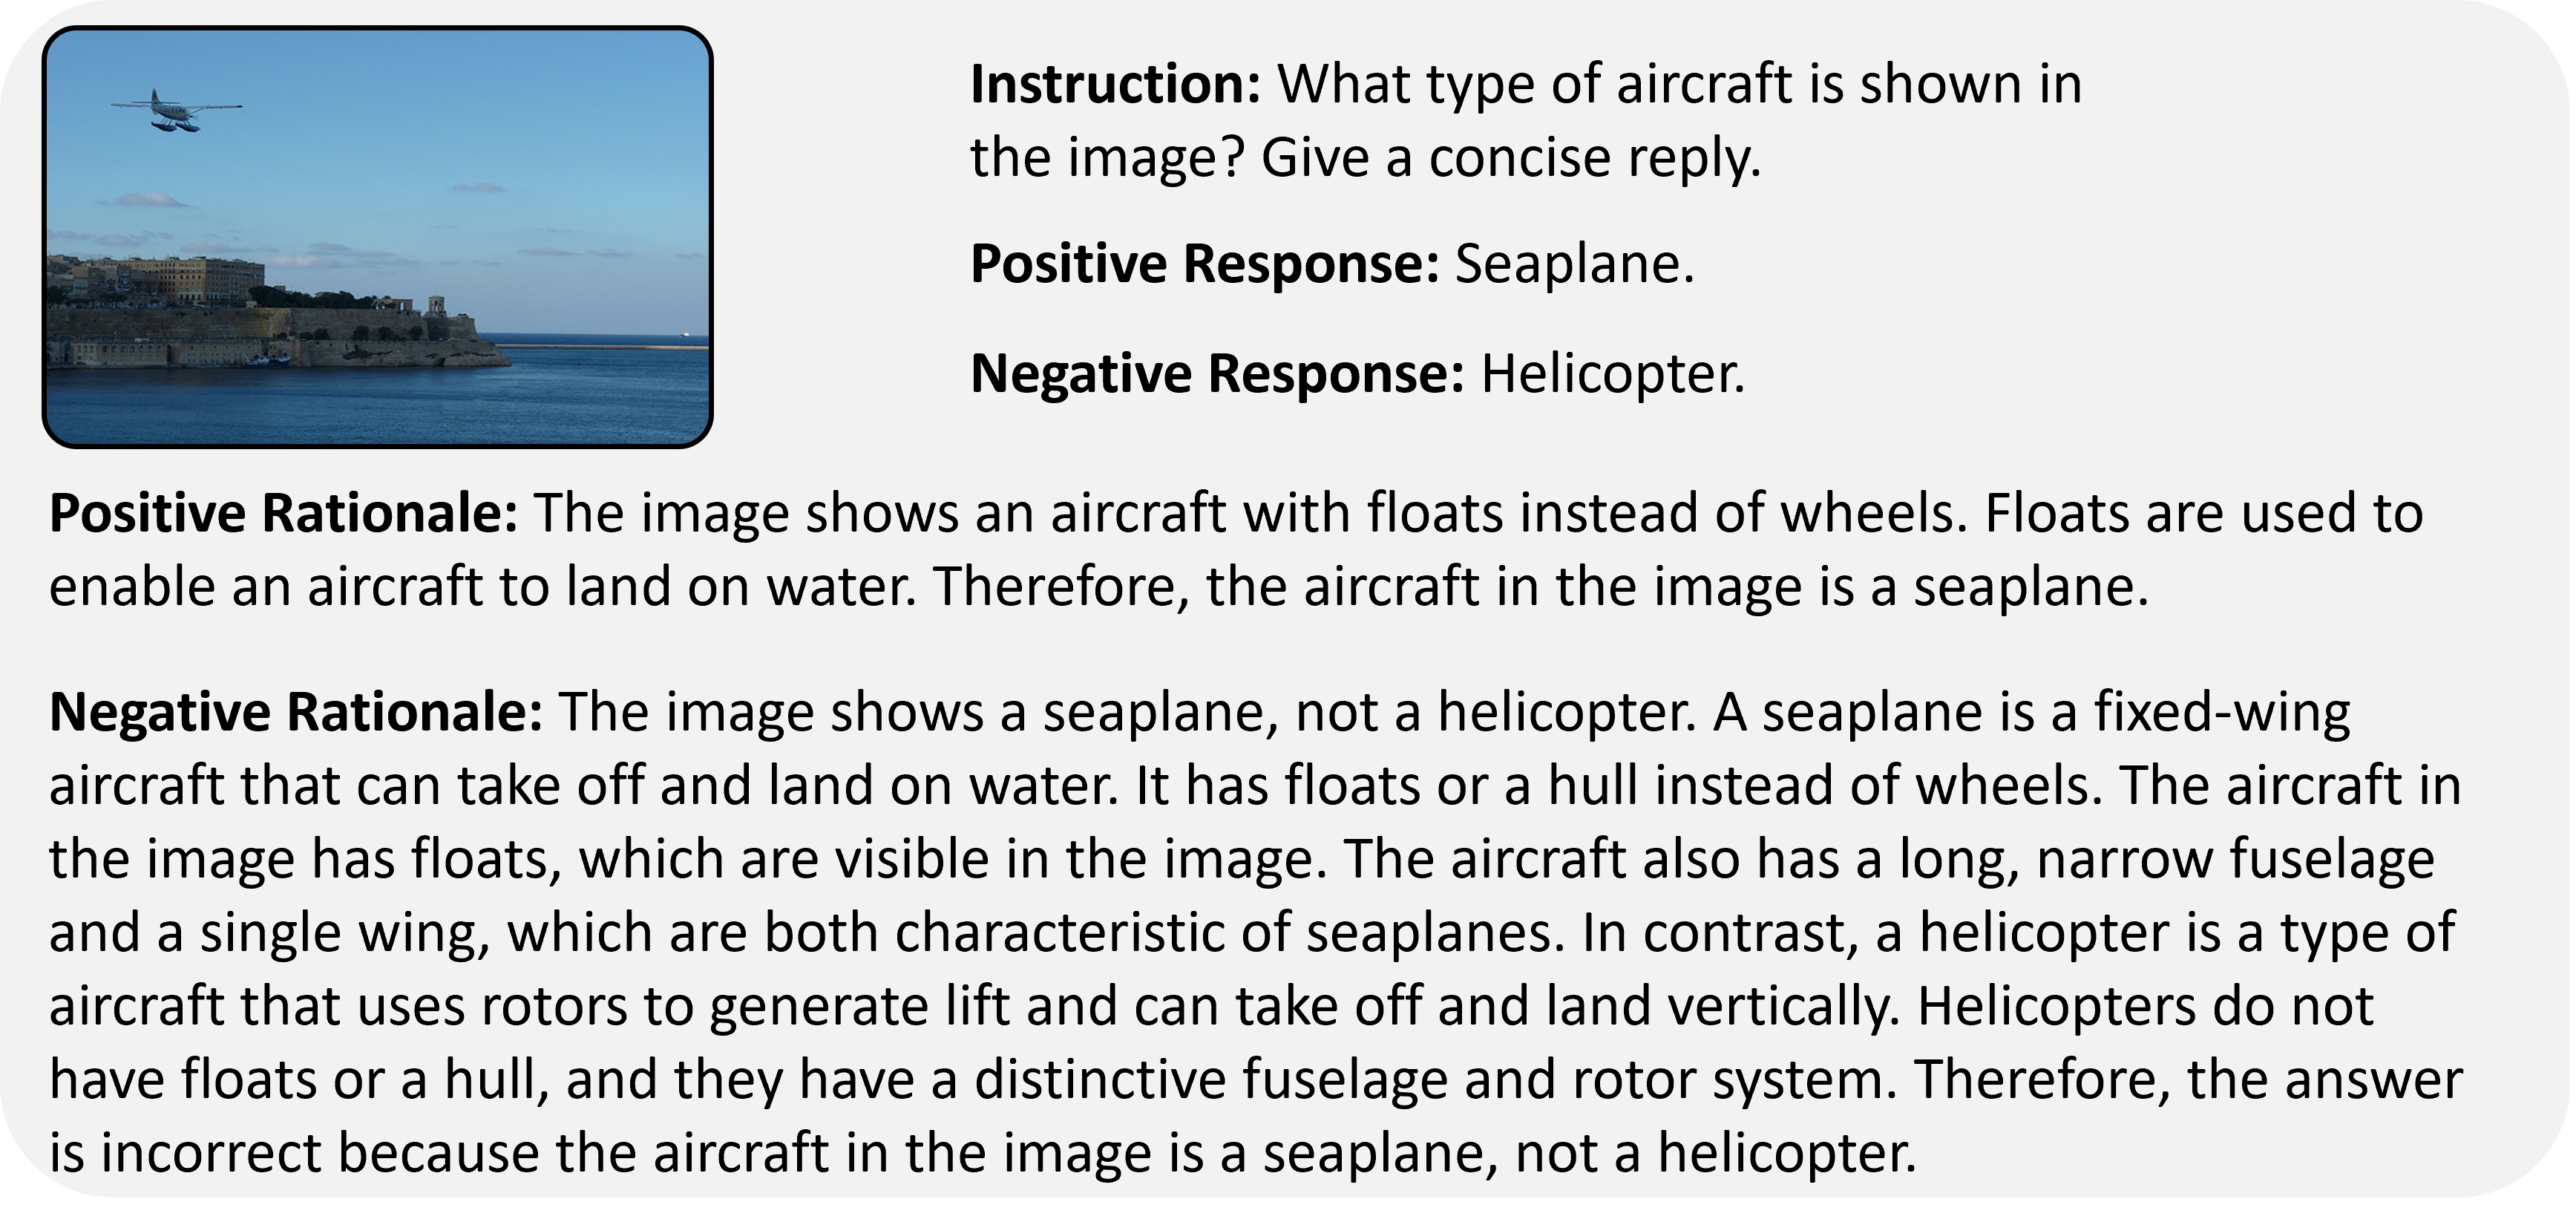 Instruction: What type of aircraft is shown in
the image? Give a concise reply.
Positive Response: Seaplane.
Negative Response: Helicopter.
Positive Rationale: The image shows an aircraft with floats instead of wheels. Floats are used to
enable an aircraft to land on water. Therefore, the aircraft in the image is a seaplane.
Negative Rationale: The image shows a seaplane, not a helicopter. A seaplane is a fixed-wing
aircraft that can take off and land on water. It has floats or a hull instead of wheels. The aircraft in
the image has floats, which are visible in the image. The aircraft also has a long, narrow fuselage
and a single wing, which are both characteristic of seaplanes. In contrast, a helicopter is a type of
aircraft that uses rotors to generate lift and can take off and land vertically. Helicopters do not
have floats or a hull, and they have a distinctive fuselage and rotor system. Therefore, the answer
is incorrect because the aircraft in the image is a seaplane, not a helicopter.